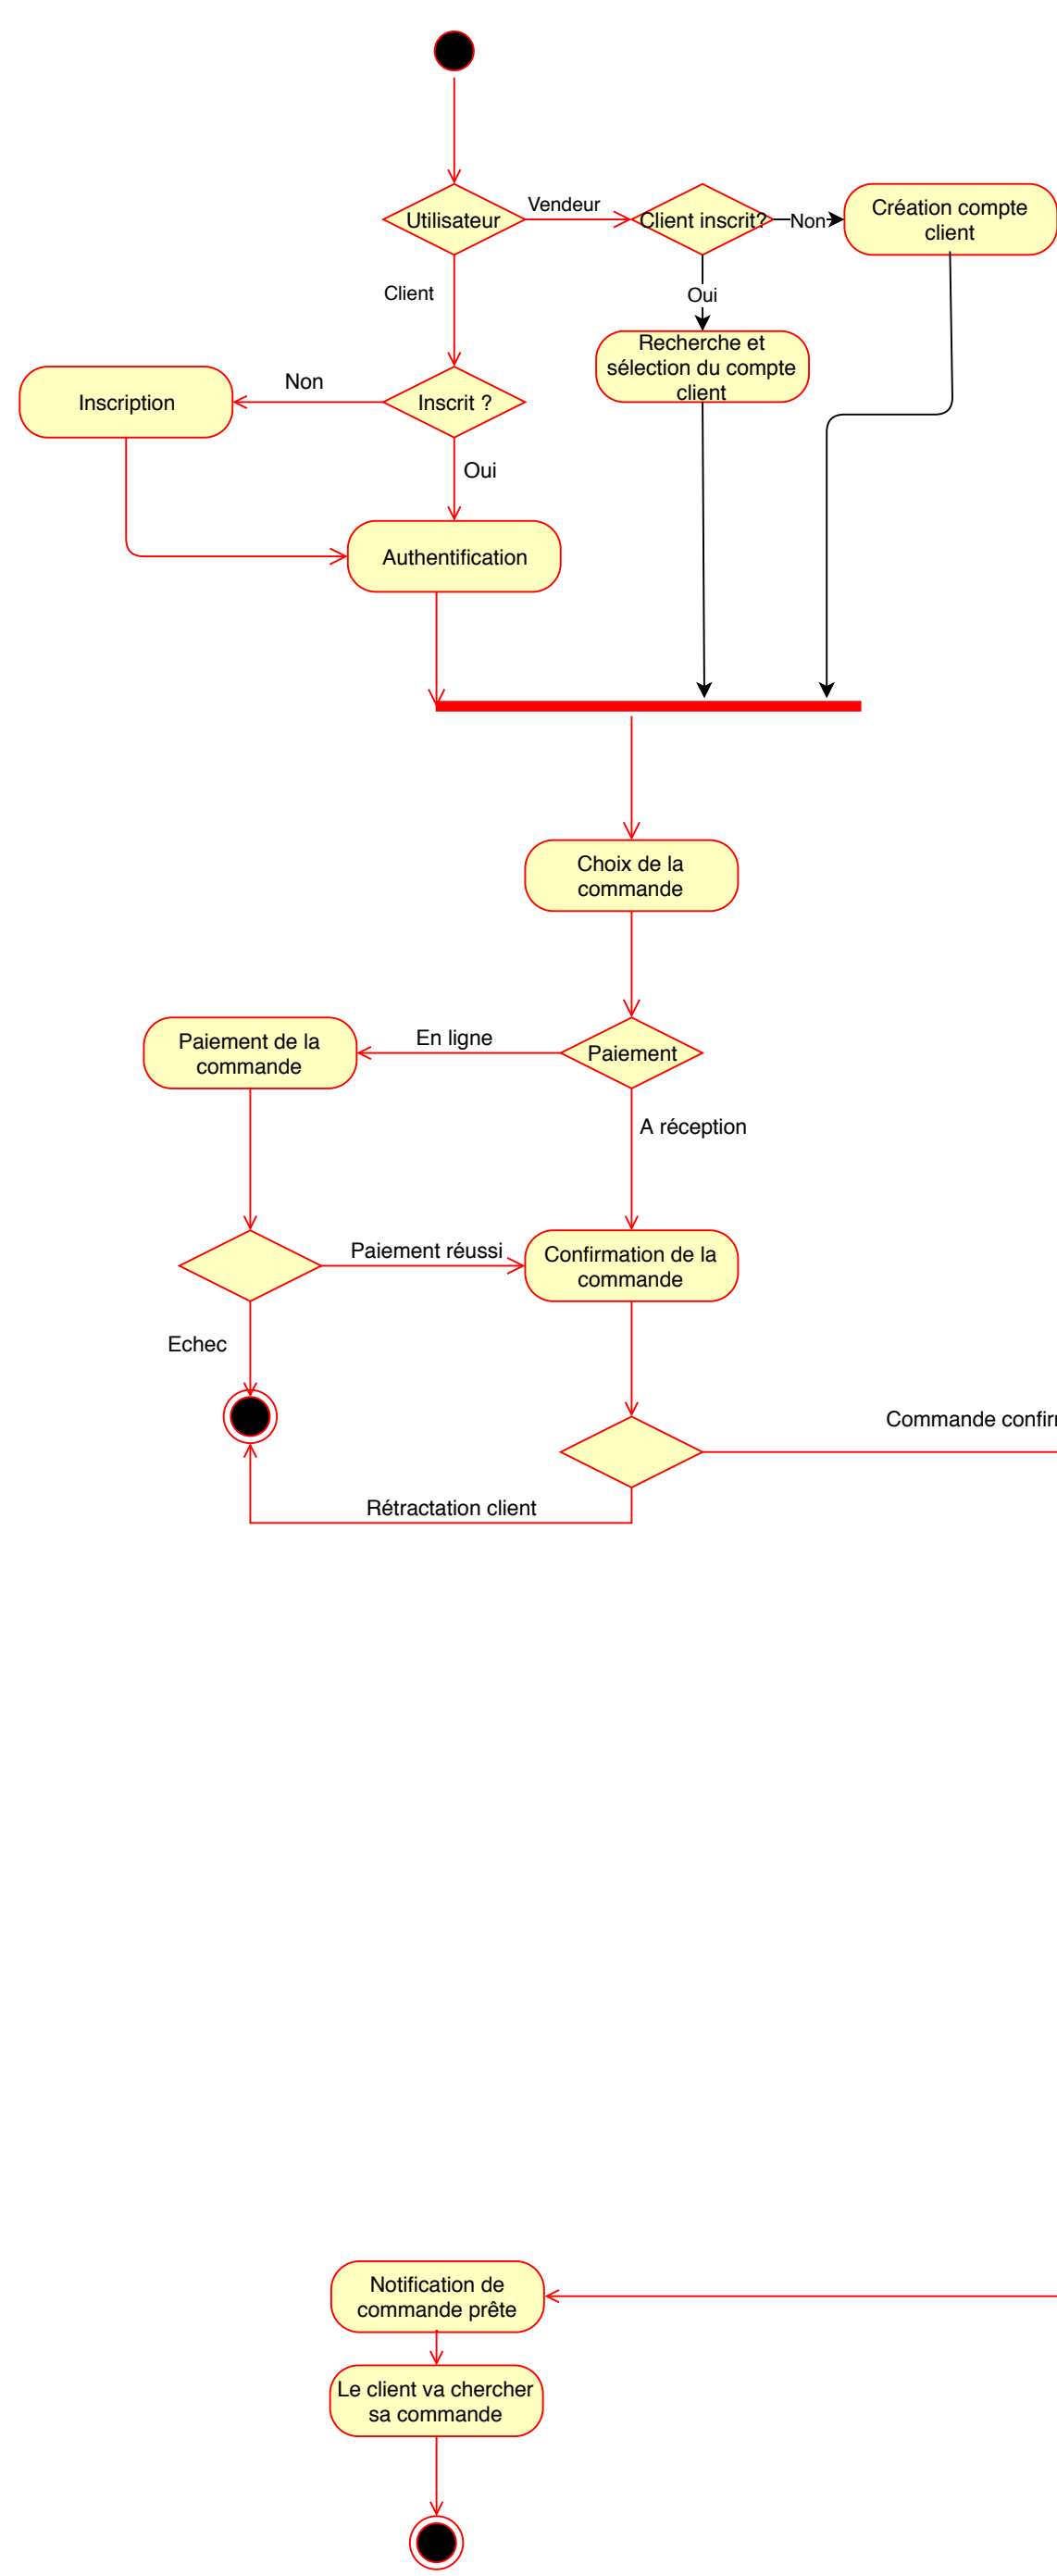 Utilisateur
Vendeur
Client inscrit?
Non
Création compte
client
Client
Oui
Recherche et
sélection du compte
client
Inscription
Non
Inscrit ?
Oui
Authentification
Choix de la
commande
Paiement de la
commande
En ligne
Paiement
A réception
Paiement réussi
Confirmation de la
commande
Echec
Commande confir
Rétractation client
Notification de
commande prête
Le client va chercher
sa commande